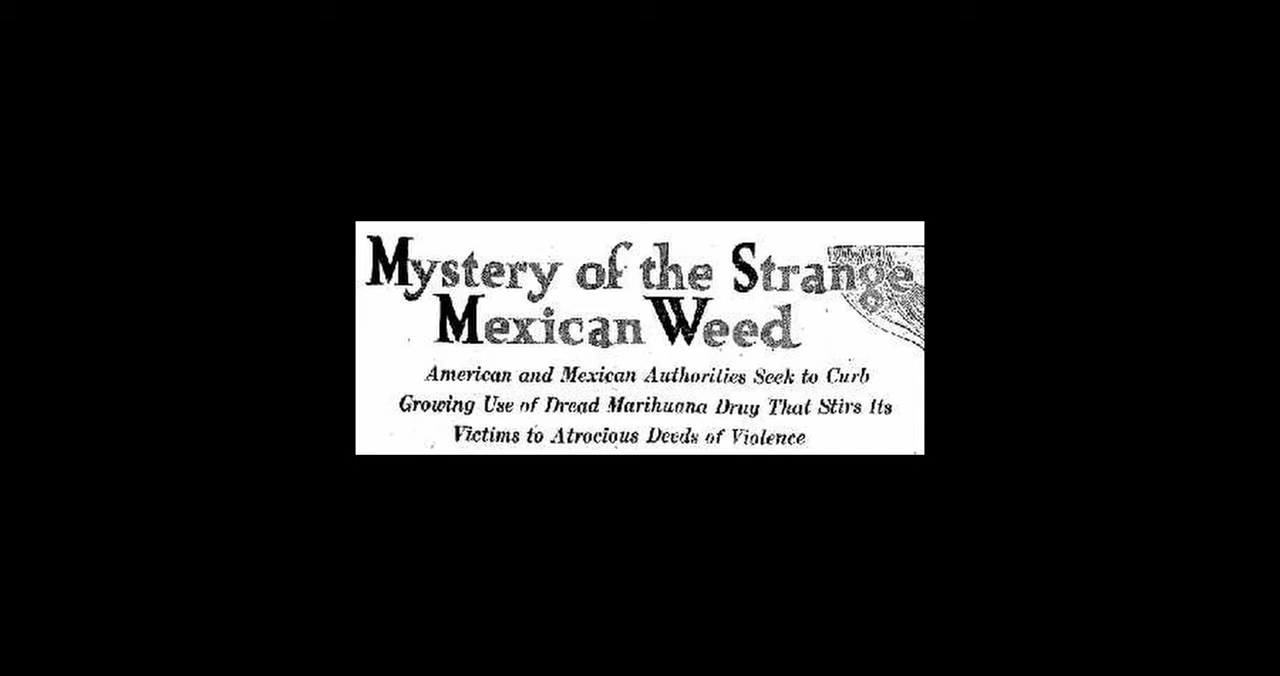 Mystery of the Strange
Mexican Weed
American and Mexican Authorities Seek to Curb
Growing Use of Dread Marihuana Drug That Stirs Its
Victims to Atrocious Deeds of Violence